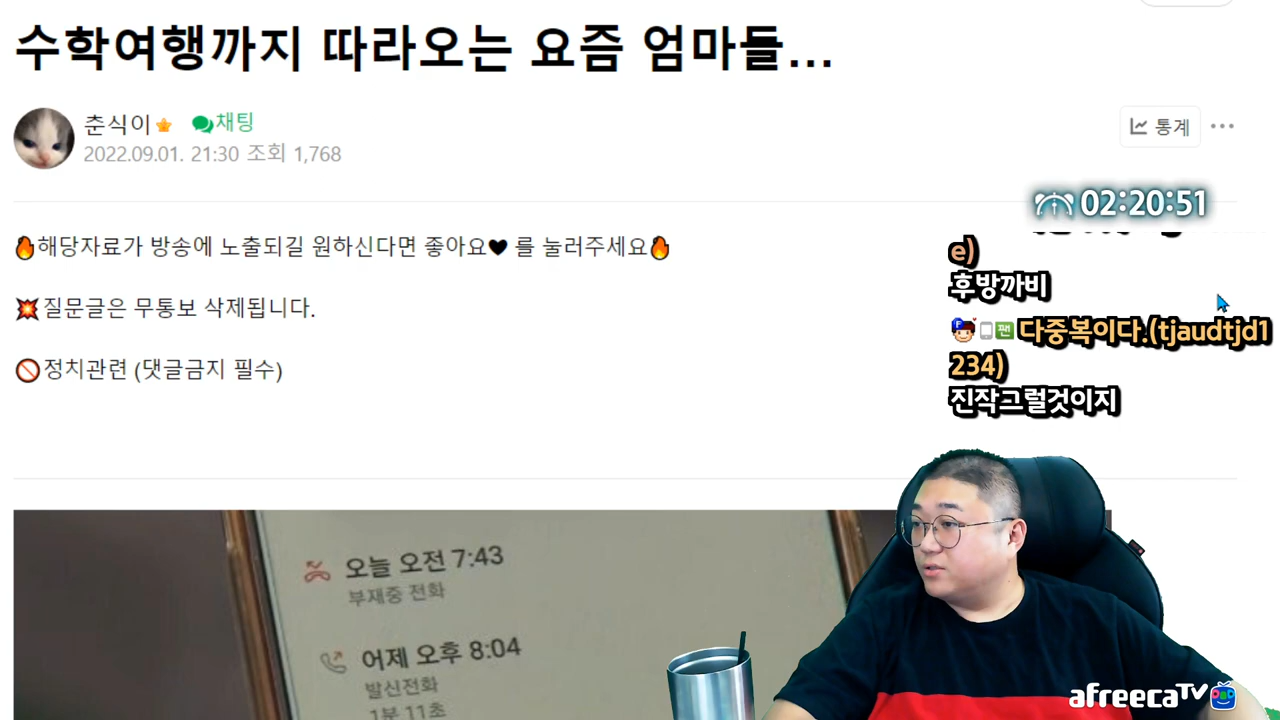 수학여행까지 따라오는 요즘 엄마들...
춘식이 채팅
2022.09.01. 21:30 조회 1,768
통계
02:20:51
🔥해당자료가 방송에 노출되길 원하신다면 좋아요🖤 를 눌러주세요🔥
💥질문글은 무통보 삭제됩니다.
🚫정치관련 (댓글금지 필수)
e)
후방까비
팬 다중복이다.(tjaudtjd1
234)
진작그럴것이지
오늘 오전 7:43
부재중 전화
어제 오후 8:04
발신전화
1분 11초
afreecaTV